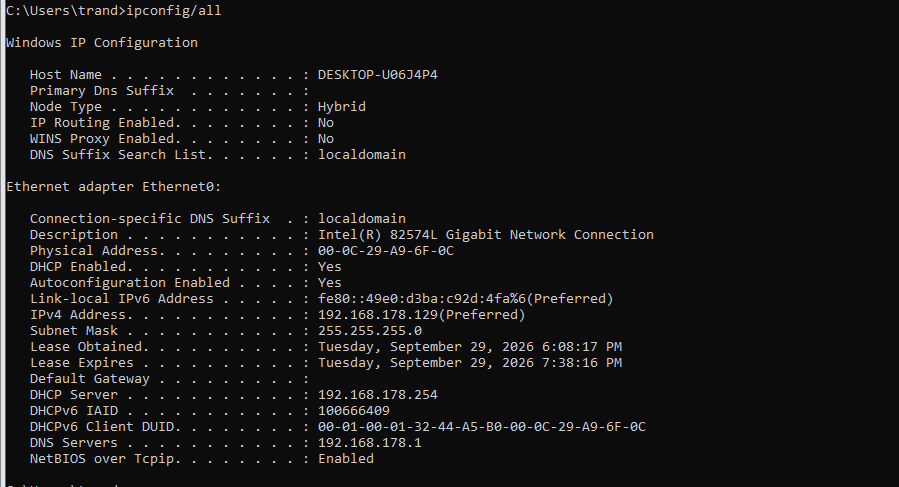 C:\Users\trand>ipconfig/all
Windows IP Configuration
Host Name . . . . . . . . . . . . : DESKTOP-U06J4P4
Primary Dns Suffix  . . . . . . . :
Node Type . . . . . . . . . . . . : Hybrid
IP Routing Enabled. . . . . . . . : No
WINS Proxy Enabled. . . . . . . . : No
DNS Suffix Search List. . . . . . : localdomain
Ethernet adapter Ethernet0:
Connection-specific DNS Suffix  . : localdomain
Description . . . . . . . . . . . : Intel(R) 82574L Gigabit Network Connection
Physical Address. . . . . . . . . : 00-0C-29-A9-6F-0C
DHCP Enabled. . . . . . . . . . . : Yes
Autoconfiguration Enabled . . . . : Yes
Link-local IPv6 Address . . . . . : fe80::49e0:d3ba:c92d:4fa%6(Preferred)
IPv4 Address. . . . . . . . . . . : 192.168.178.129(Preferred)
Subnet Mask . . . . . . . . . . . : 255.255.255.0
Lease Obtained. . . . . . . . . . : Tuesday, September 29, 2026 6:08:17 PM
Lease Expires . . . . . . . . . . : Tuesday, September 29, 2026 7:38:16 PM
Default Gateway . . . . . . . . . :
DHCP Server . . . . . . . . . . . : 192.168.178.254
DHCPv6 IAID . . . . . . . . . . . : 100666409
DHCPv6 Client DUID. . . . . . . . : 00-01-00-01-32-44-A5-B0-00-0C-29-A9-6F-0C
DNS Servers . . . . . . . . . . . : 192.168.178.1
NetBIOS over Tcpip. . . . . . . . : Enabled